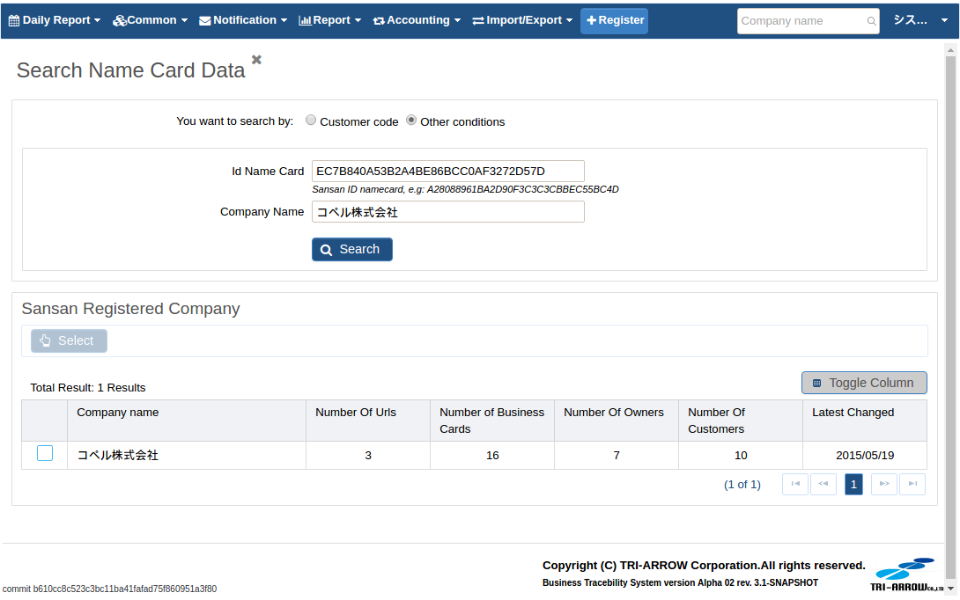 Daily Report Common Notification Report Accounting Import/Export Register Company name シス...
Search Name Card Data
You want to search by: Customer code Other conditions
Id Name Card EC7B840A53B2A4BE86BCC0AF3272D57D
Sansan ID namecard, e.g: A28088961BA2D90F3C3C3CBBEC55BC4D
Company Name コベル株式会社
Search
Sansan Registered Company
Select
Total Result: 1 Results Toggle Column
Company name Number Of Urls Number of Business Cards Number Of Owners Number Of Customers Latest Changed
コベル株式会社 3 16 7 10 2015/05/19
(1 of 1) 1
Copyright (C) TRI-ARROW Corporation.All rights reserved.
Business Tracebility System version Alpha 02 rev. 3.1-SNAPSHOT
TRI-ARROW CO.,LTD
commit b610cc8c523c3bc11ba41fafad75f860951a3f80